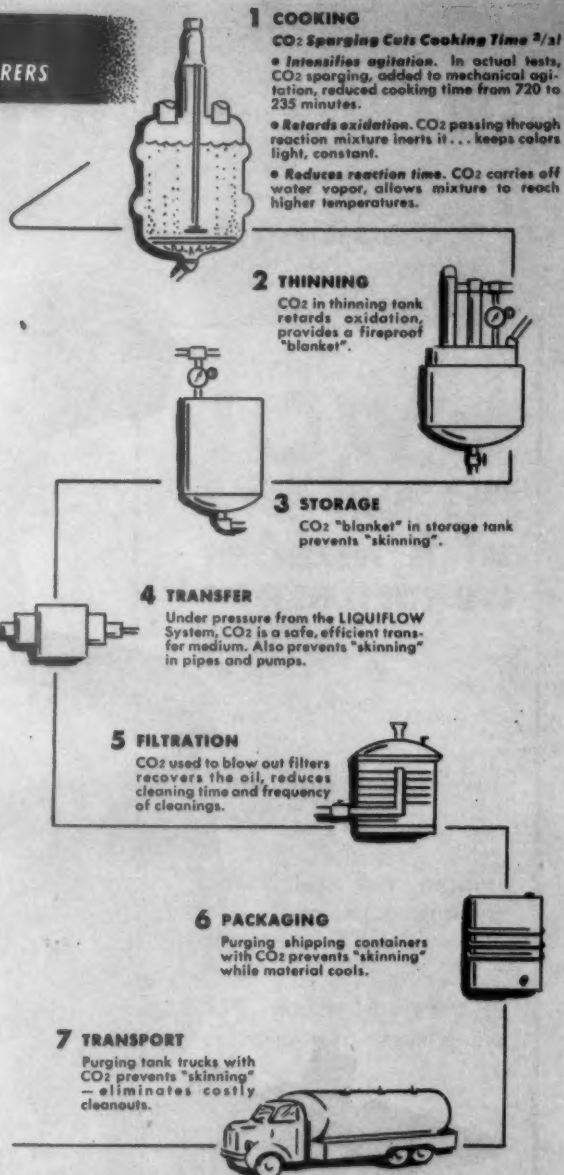 RERS
1 COOKING
CO2 Sparging Cuts Cooking Time 2/3!
• Intensifies agitation. In actual tests,
CO2 sparging, added to mechanical agi-
tation, reduced cooking time from 720 to
235 minutes.
• Retards oxidation. CO2 passing through
reaction mixture inerts it ... keeps colors
light, constant.
• Reduces reaction time. CO2 carries off
water vapor, allows mixture to reach
higher temperatures.
2 THINNING
CO2 in thinning tank
retards oxidation,
provides a fireproof
"blanket".
3 STORAGE
CO2 "blanket" in storage tank
prevents "skinning".
4 TRANSFER
Under pressure from the LIQUIFLOW
System, CO2 is a safe, efficient trans-
fer medium. Also prevents "skinning"
in pipes and pumps.
5 FILTRATION
CO2 used to blow out filters
recovers the oil, reduces
cleaning time and frequency
of cleanings.
6 PACKAGING
Purging shipping containers
with CO2 prevents "skinning"
while material cools.
7 TRANSPORT
Purging tank trucks with
CO2 prevents "skinning"
— eliminates costly
cleanouts.